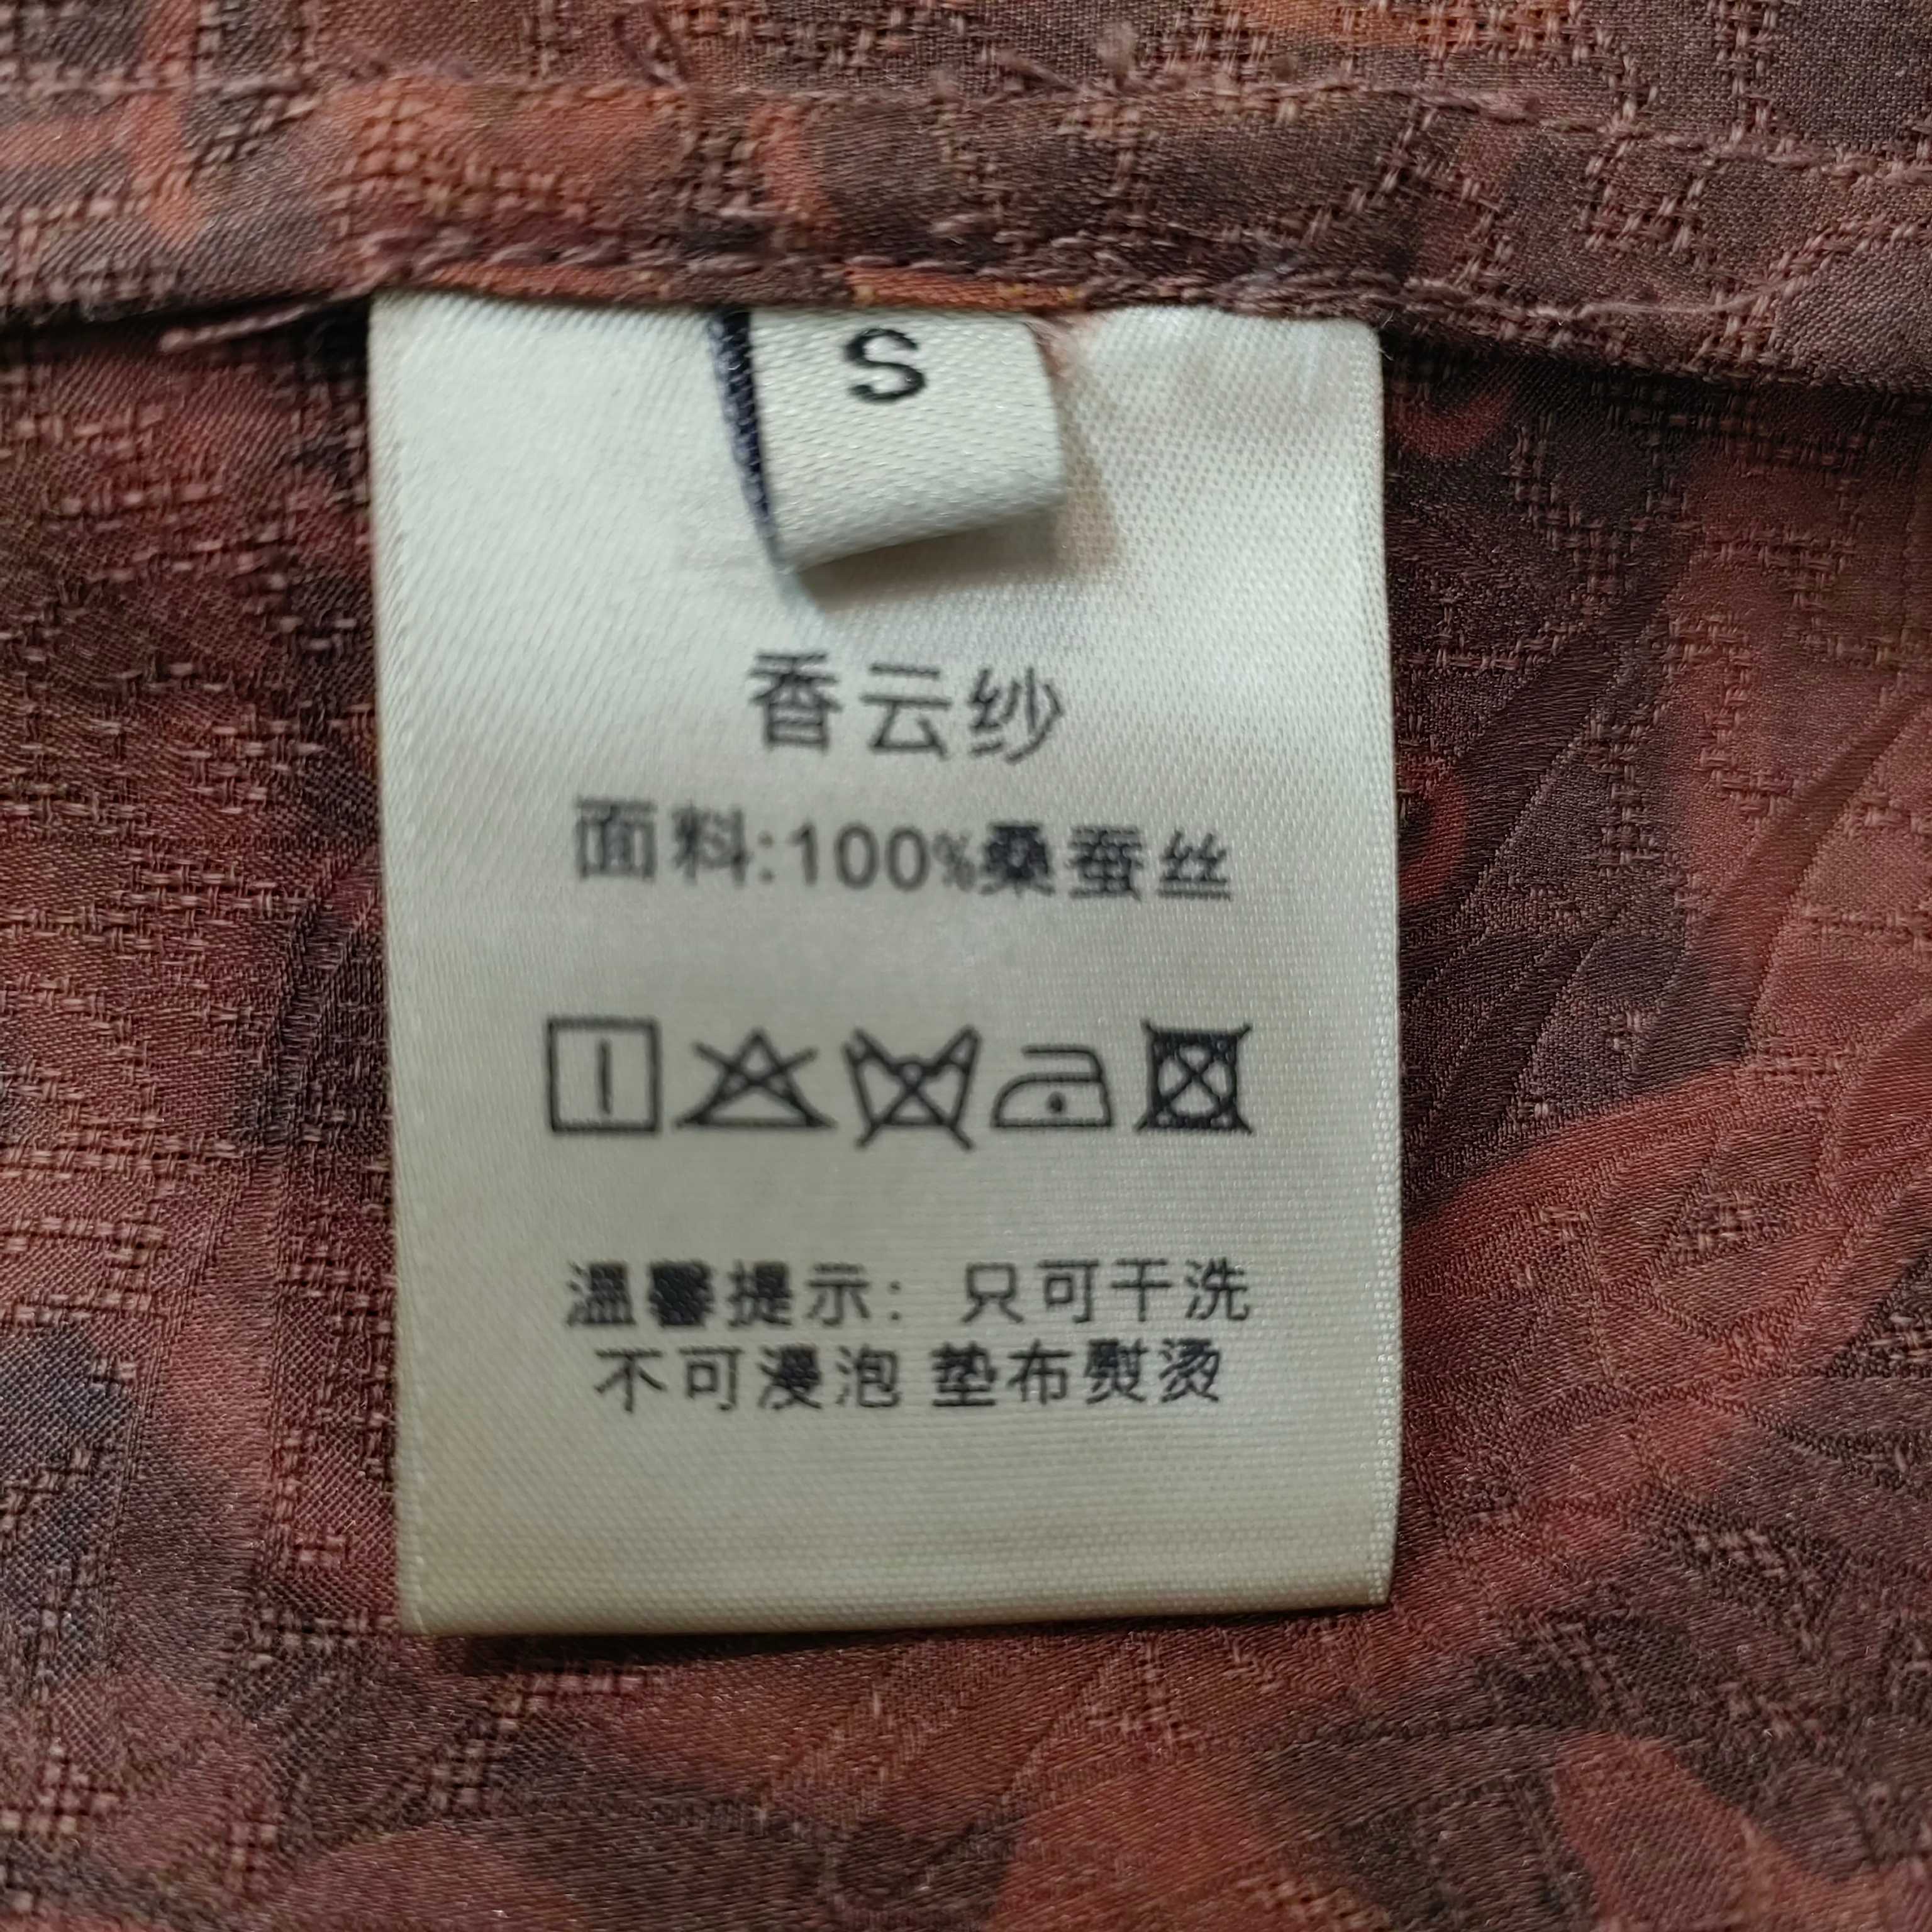 S
香云纱
面料:100%桑蚕丝
温馨提示: 只可干洗
不可浸泡 垫布熨烫